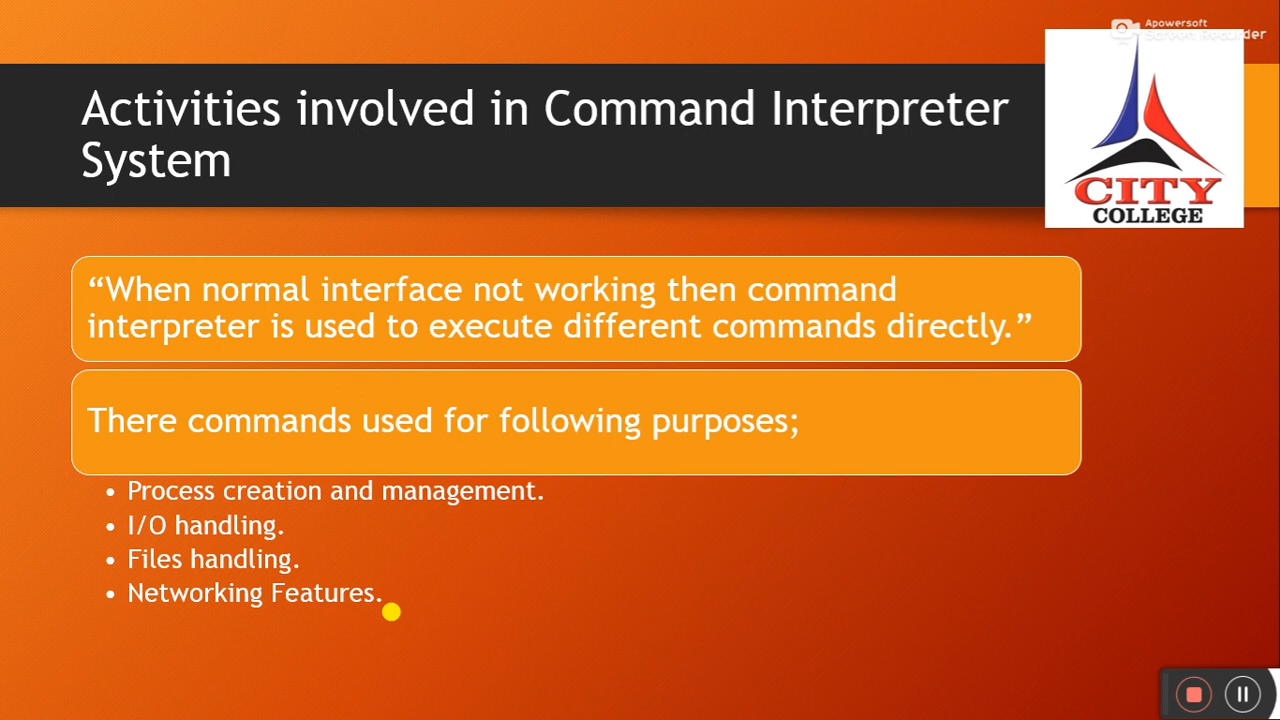 Apowersoft
Screen Recorder
Activities involved in Command Interpreter
System
CITY
COLLEGE
“When normal interface not working then command
interpreter is used to execute different commands directly.”
There commands used for following purposes;
• Process creation and management.
• I/O handling.
• Files handling.
• Networking Features.